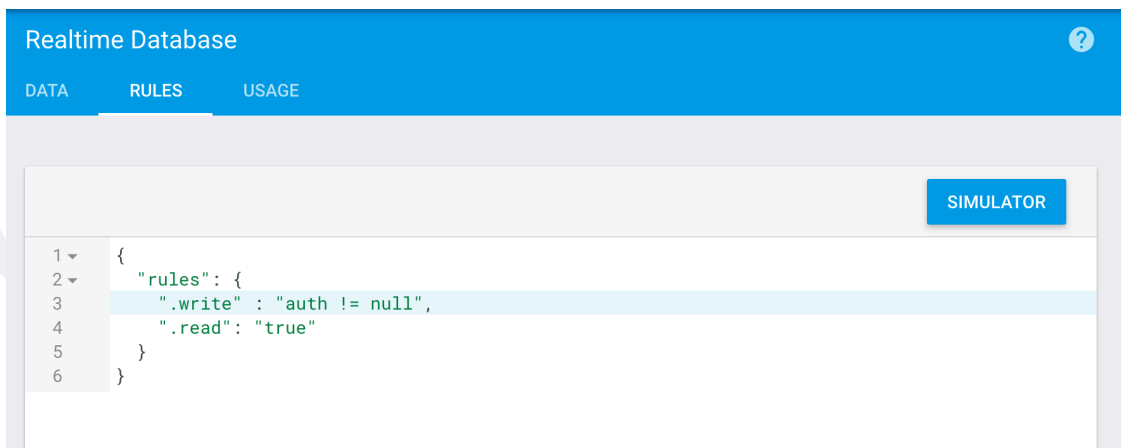 Realtime Database ?
DATA RULES USAGE
SIMULATOR
1 {
2 "rules": {
3 ".write" : "auth != null",
4 ".read": "true"
5 }
6 }